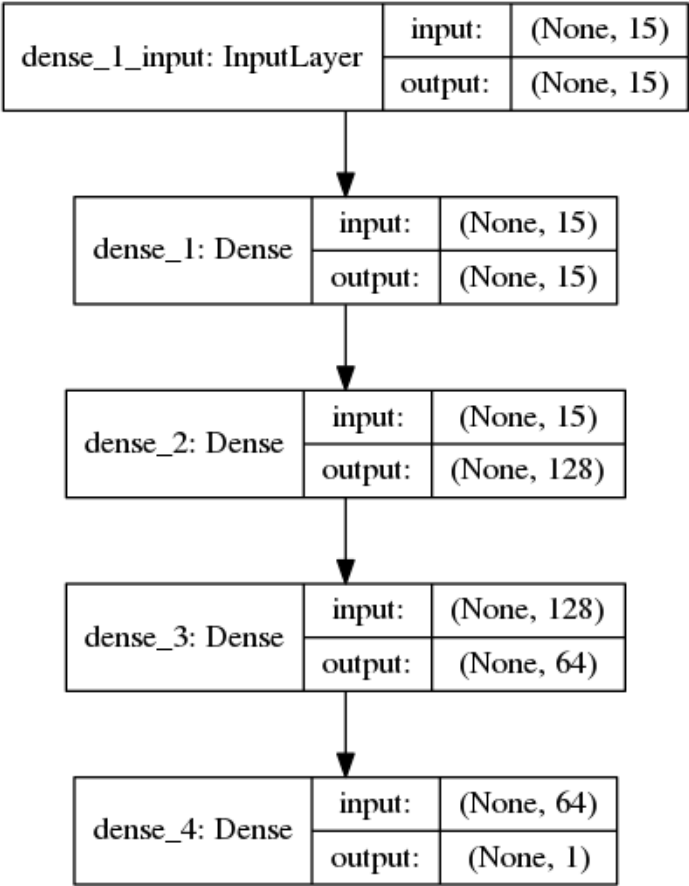 dense_1_input: InputLayer
input: (None, 15)
output: (None, 15)
dense_1: Dense
input: (None, 15)
output: (None, 15)
dense_2: Dense
input: (None, 15)
output: (None, 128)
dense_3: Dense
input: (None, 128)
output: (None, 64)
dense_4: Dense
input: (None, 64)
output: (None, 1)